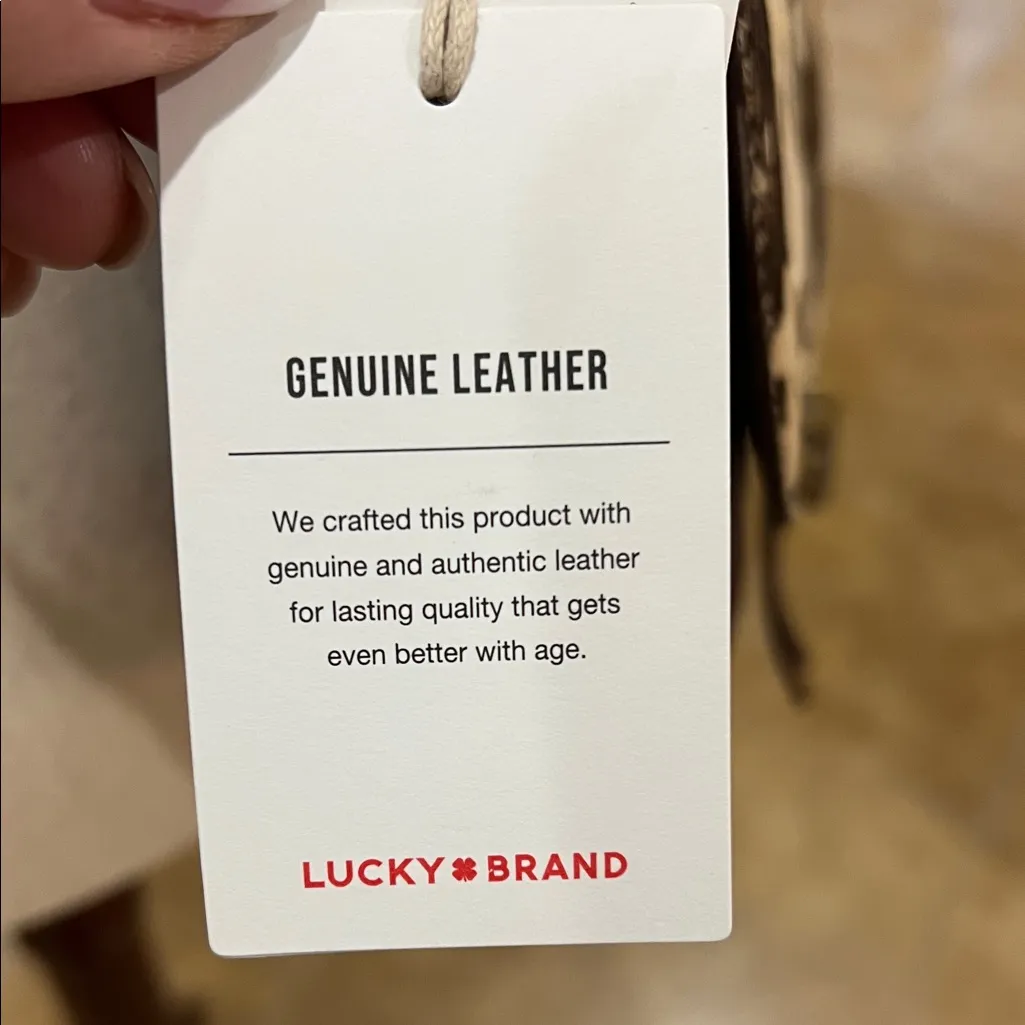 GENUINE LEATHER
We crafted this product with
genuine and authentic leather
for lasting quality that gets
even better with age.
LUCKY BRAND